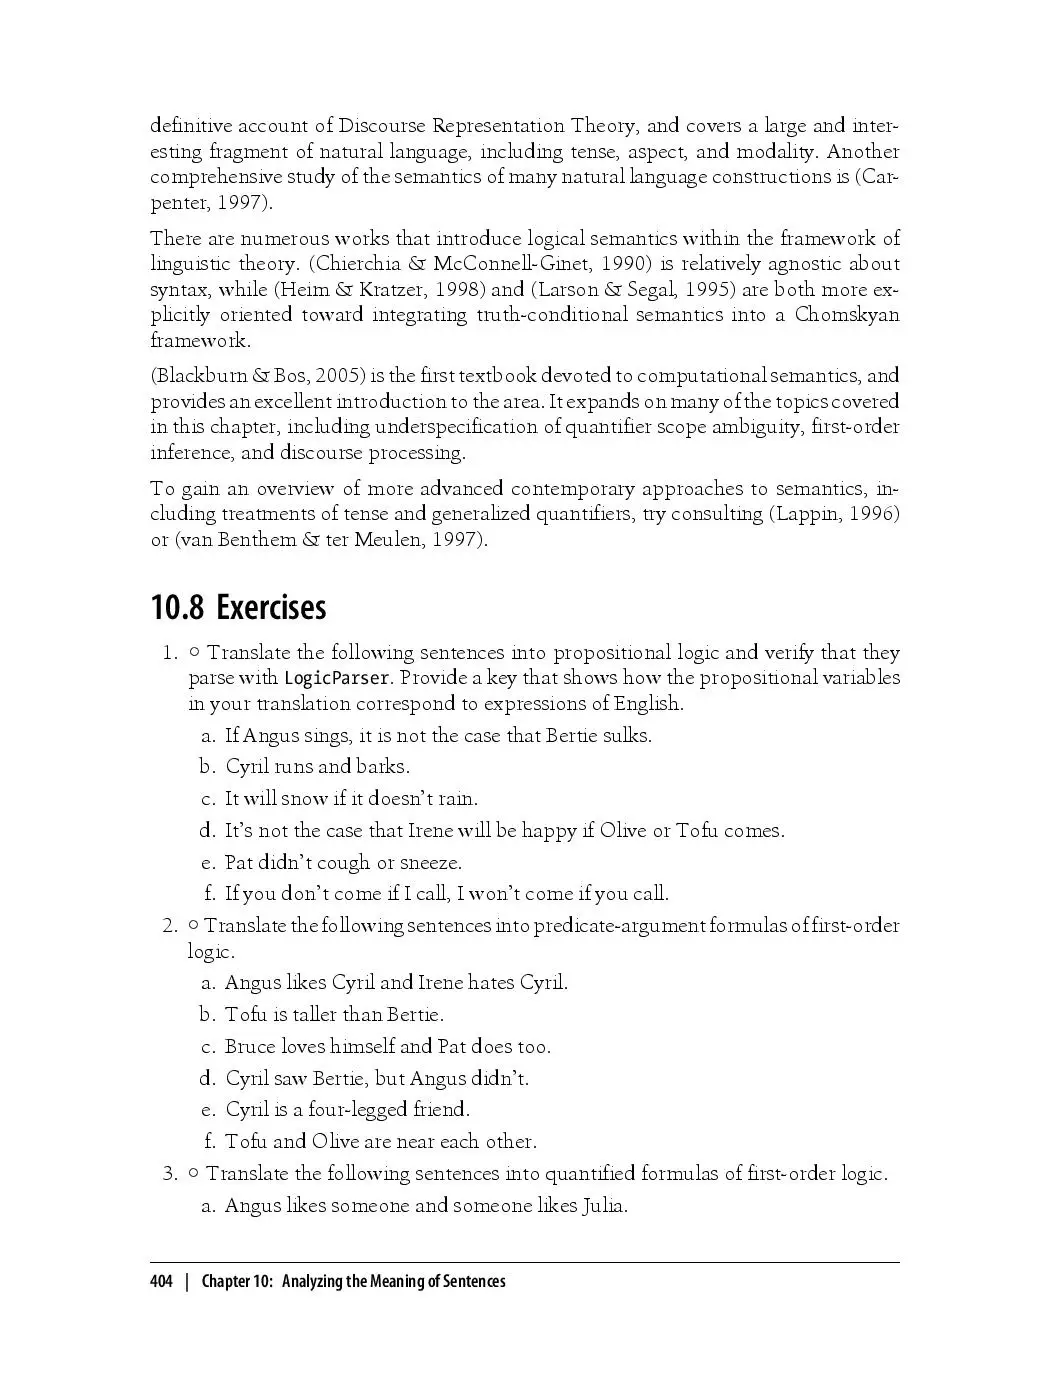 definitive account of Discourse Representation Theory, and covers a large and inter-
esting fragment of natural language, including tense, aspect, and modality. Another
comprehensive study of the semantics of many natural language constructions is (Car-
penter, 1997).
There are numerous works that introduce logical semantics within the framework of
linguistic theory. (Chierchia & McConnell-Ginet, 1990) is relatively agnostic about
syntax, while (Heim & Kratzer, 1998) and (Larson & Segal, 1995) are both more ex-
plicitly oriented toward integrating truth-conditional semantics into a Chomskyan
framework.
(Blackburn & Bos, 2005) is the first textbook devoted to computational semantics, and
provides an excellent introduction to the area. It expands on many of the topics covered
in this chapter, including underspecification of quantifier scope ambiguity, first-order
inference, and discourse processing.
To gain an overview of more advanced contemporary approaches to semantics, in-
cluding treatments of tense and generalized quantifiers, try consulting (Lappin, 1996)
or (van Benthem & ter Meulen, 1997).
10.8 Exercises
1. ○ Translate the following sentences into propositional logic and verify that they
parse with LogicParser. Provide a key that shows how the propositional variables
in your translation correspond to expressions of English.
a. If Angus sings, it is not the case that Bertie sulks.
b. Cyril runs and barks.
c. It will snow if it doesn't rain.
d. It's not the case that Irene will be happy if Olive or Tofu comes.
e. Pat didn't cough or sneeze.
f. If you don't come if I call, I won't come if you call.
2. ○ Translate the following sentences into predicate-argument formulas of first-order
logic.
a. Angus likes Cyril and Irene hates Cyril.
b. Tofu is taller than Bertie.
c. Bruce loves himself and Pat does too.
d. Cyril saw Bertie, but Angus didn't.
e. Cyril is a four-legged friend.
f. Tofu and Olive are near each other.
3. ○ Translate the following sentences into quantified formulas of first-order logic.
a. Angus likes someone and someone likes Julia.
404 | Chapter 10: Analyzing the Meaning of Sentences